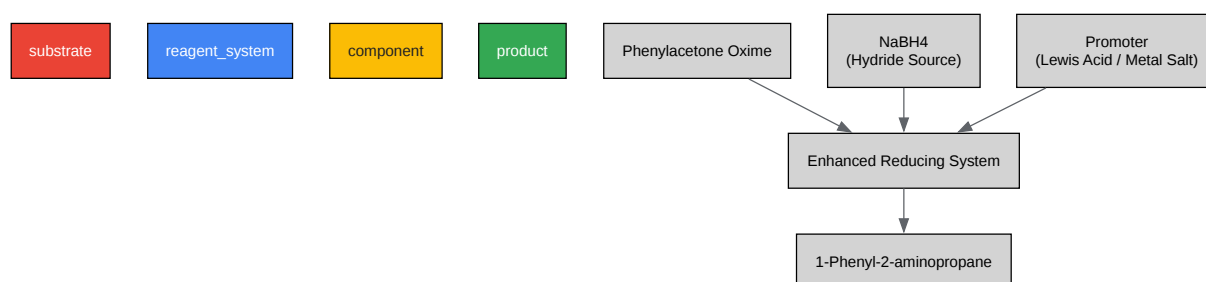 substrate
reagent_system
component
product
Phenylacetone Oxime
NaBH4
(Hydride Source)
Promoter
(Lewis Acid / Metal Salt)
Enhanced Reducing System
1-Phenyl-2-aminopropane